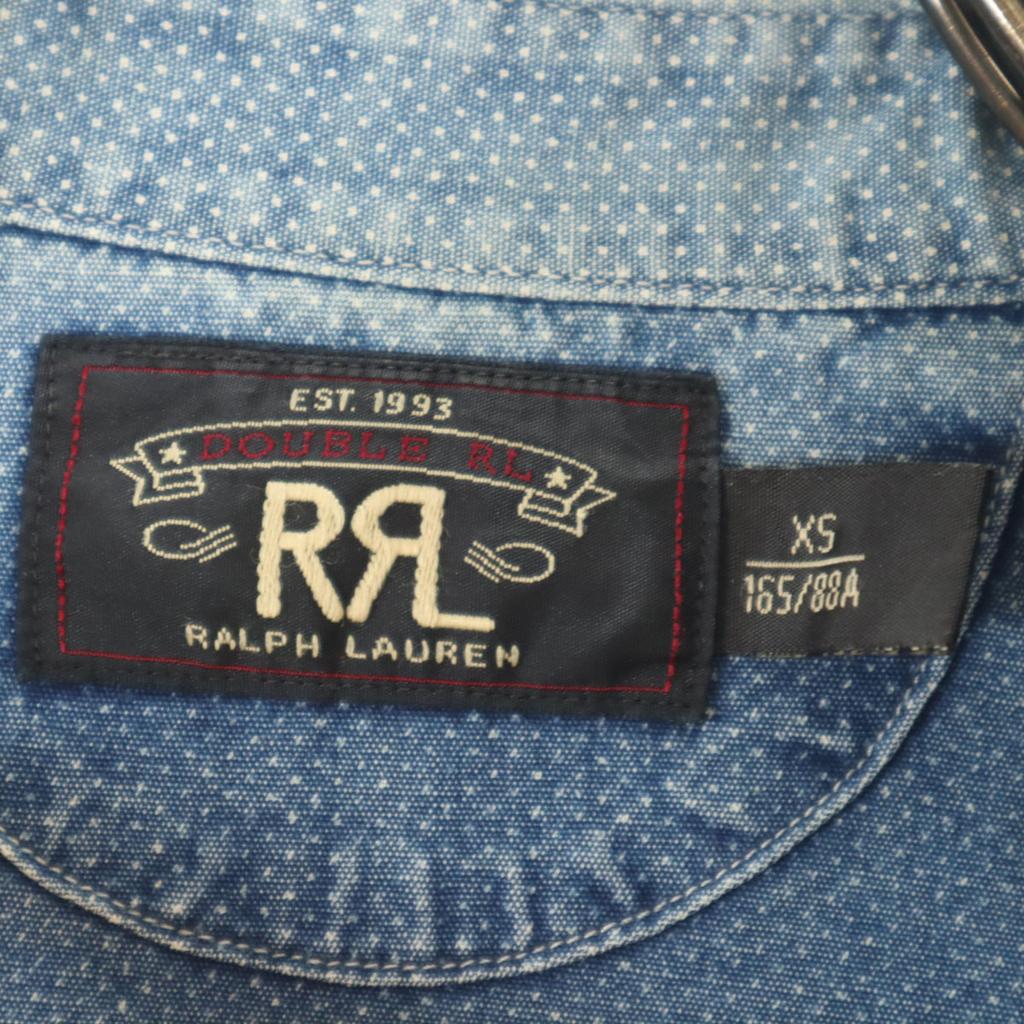 EST. 1993
DOUBLE RL
RRL
RALPH LAUREN
XS
165/88A